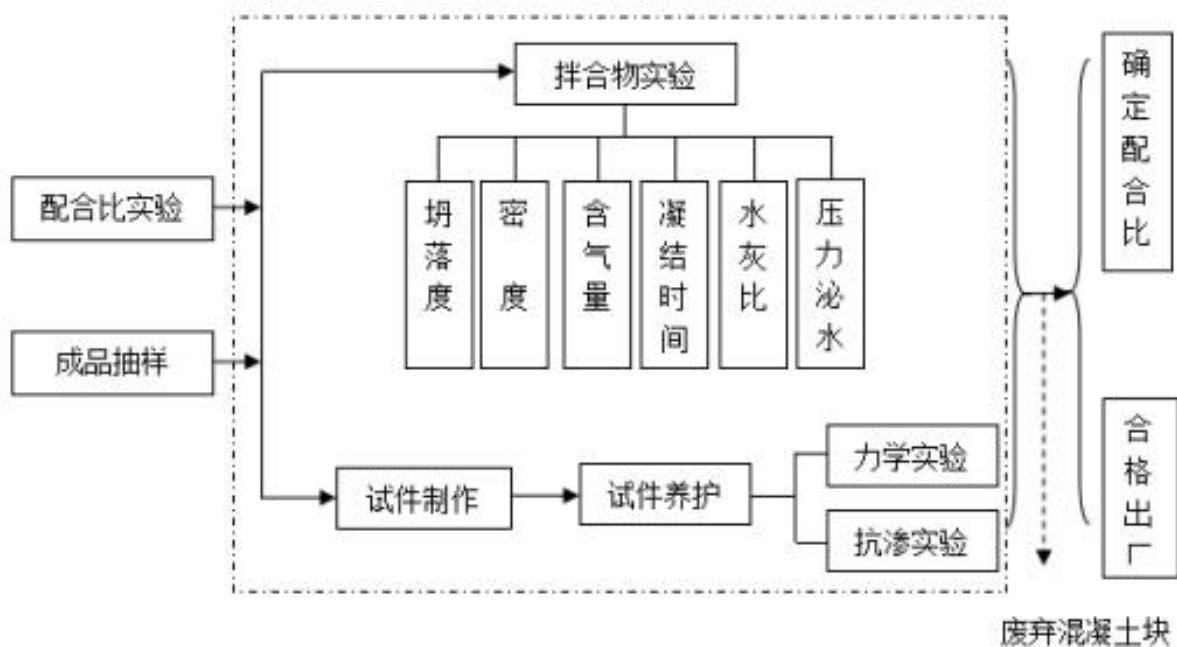 拌合物实验
确定配合比
配合比实验
坍落度
密度
含气量
凝结时间
水灰比
压力泌水
成品抽样
合格出厂
力学实验
试件制作
试件养护
抗渗实验
废弃混凝土块